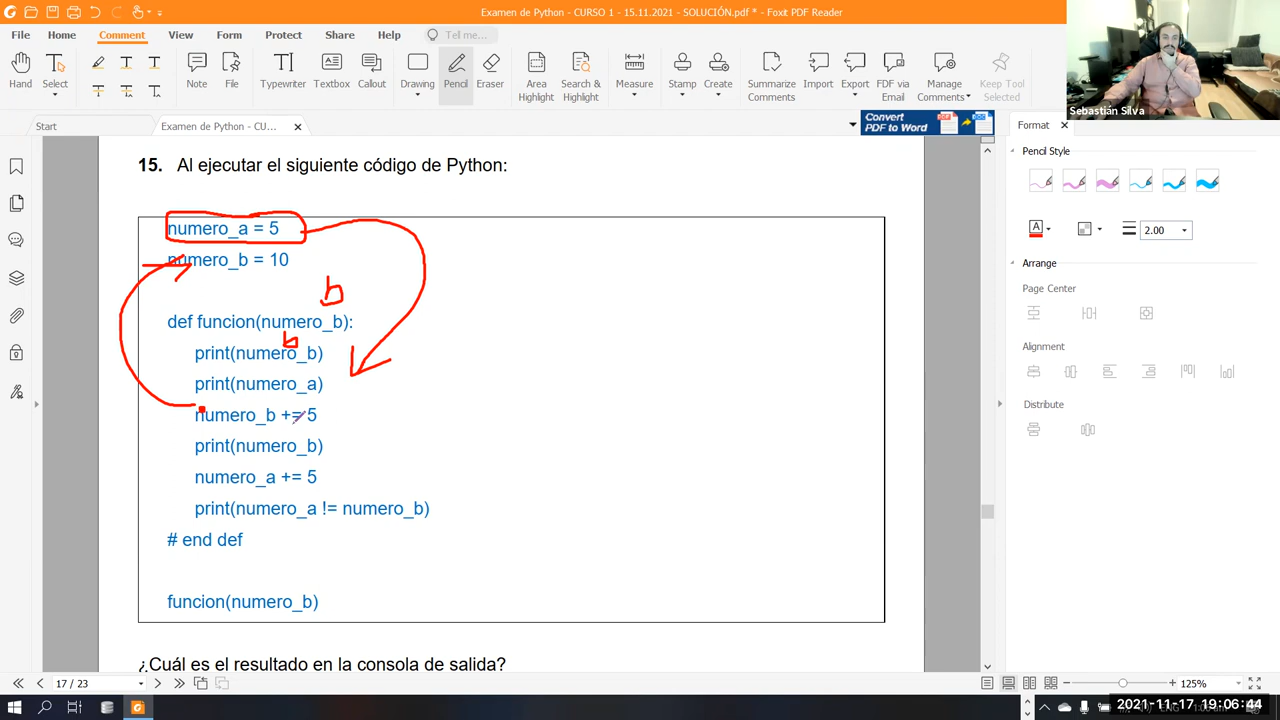 Examen de Python - CURSO 1 - 15.11.2021 - SOLUCIÓN.pdf * - Foxit PDF Reader
File Home Comment View Form Protect Share Help Tell me...
Hand Select Note File Typewriter Textbox Callout Drawing Pencil Eraser Area Highlight Search & Highlight Measure Stamp Create Summarize Comments Import Export FDF via Email Manage Comments Keep Tool Selected
Sebastián Silva
Start Examen de Python - CU... Convert PDF to Word Format
Pencil Style
15. Al ejecutar el siguiente código de Python:
numero_a = 5
2.00
numero_b = 10
Arrange
b
Page Center
def funcion(numero_b):
b
print(numero_b)
Alignment
print(numero_a)
numero_b += 5
Distribute
print(numero_b)
numero_a += 5
print(numero_a != numero_b)
# end def
funcion(numero_b)
¿Cuál es el resultado en la consola de salida?
17 / 23 125%
2021-11-17 19:06:44